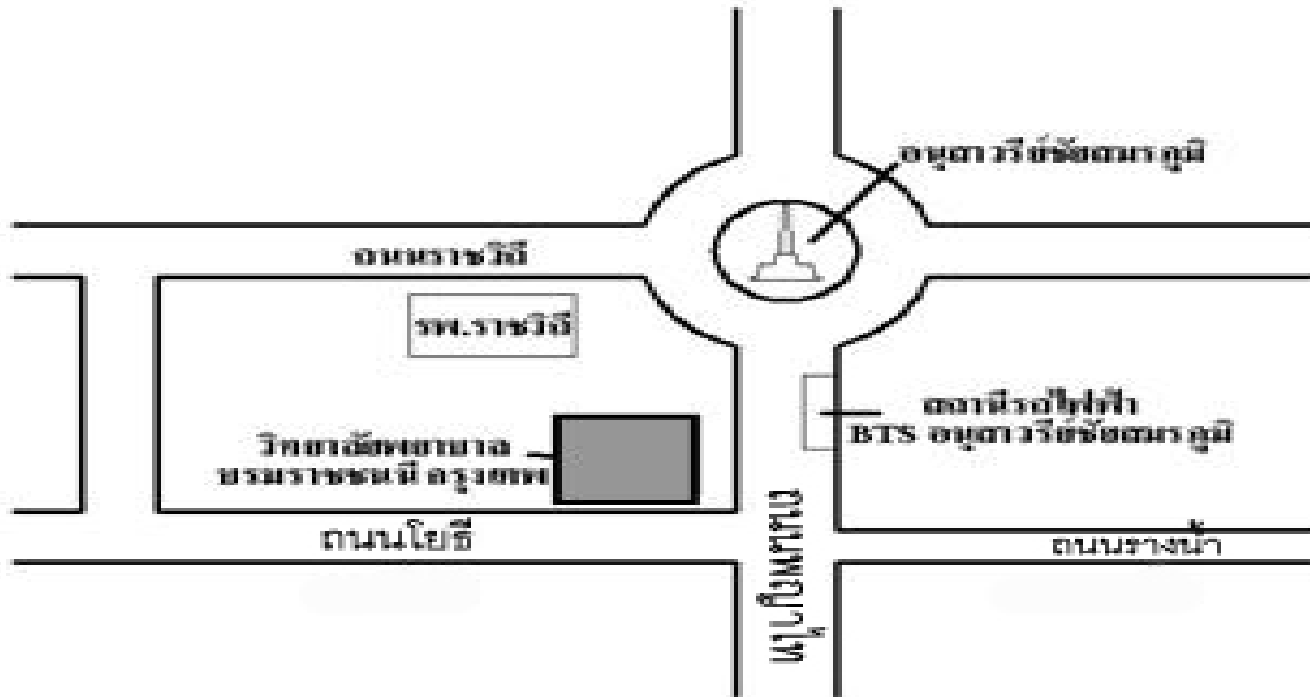 อนุสาวรีย์ชัยสมรภูมิ
ถนนราชวิถี
รพ.ราชวิถี
สถานีรถไฟฟ้า
BTS อนุสาวรีย์ชัยสมรภูมิ
วิทยาลัยพยาบาล
บรมราชชนนี กรุงเทพ
ถนนโยธี
ถนนรางน้ำ
ถนนพญาไท